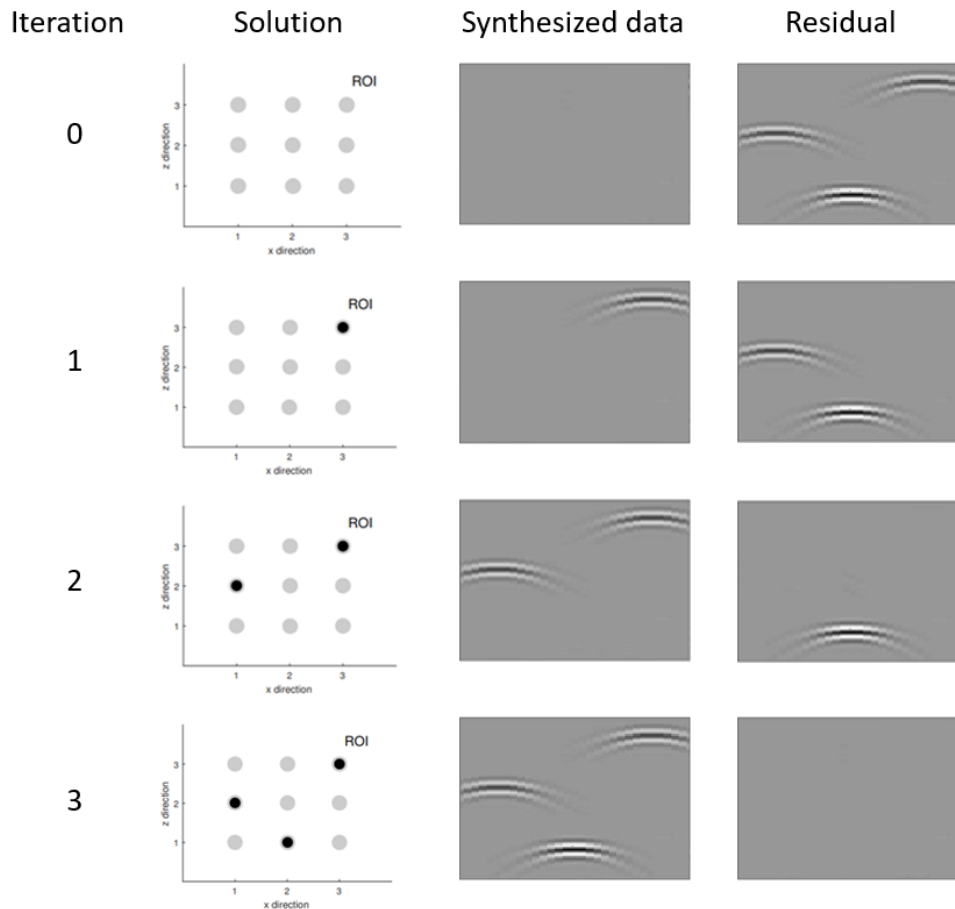 Iteration Solution Synthesized data Residual
0
ROI
3
2
1
z direction
1 2 3
x direction
1
ROI
3
2
1
z direction
1 2 3
x direction
2
ROI
3
2
1
z direction
1 2 3
x direction
3
ROI
3
2
1
z direction
1 2 3
x direction